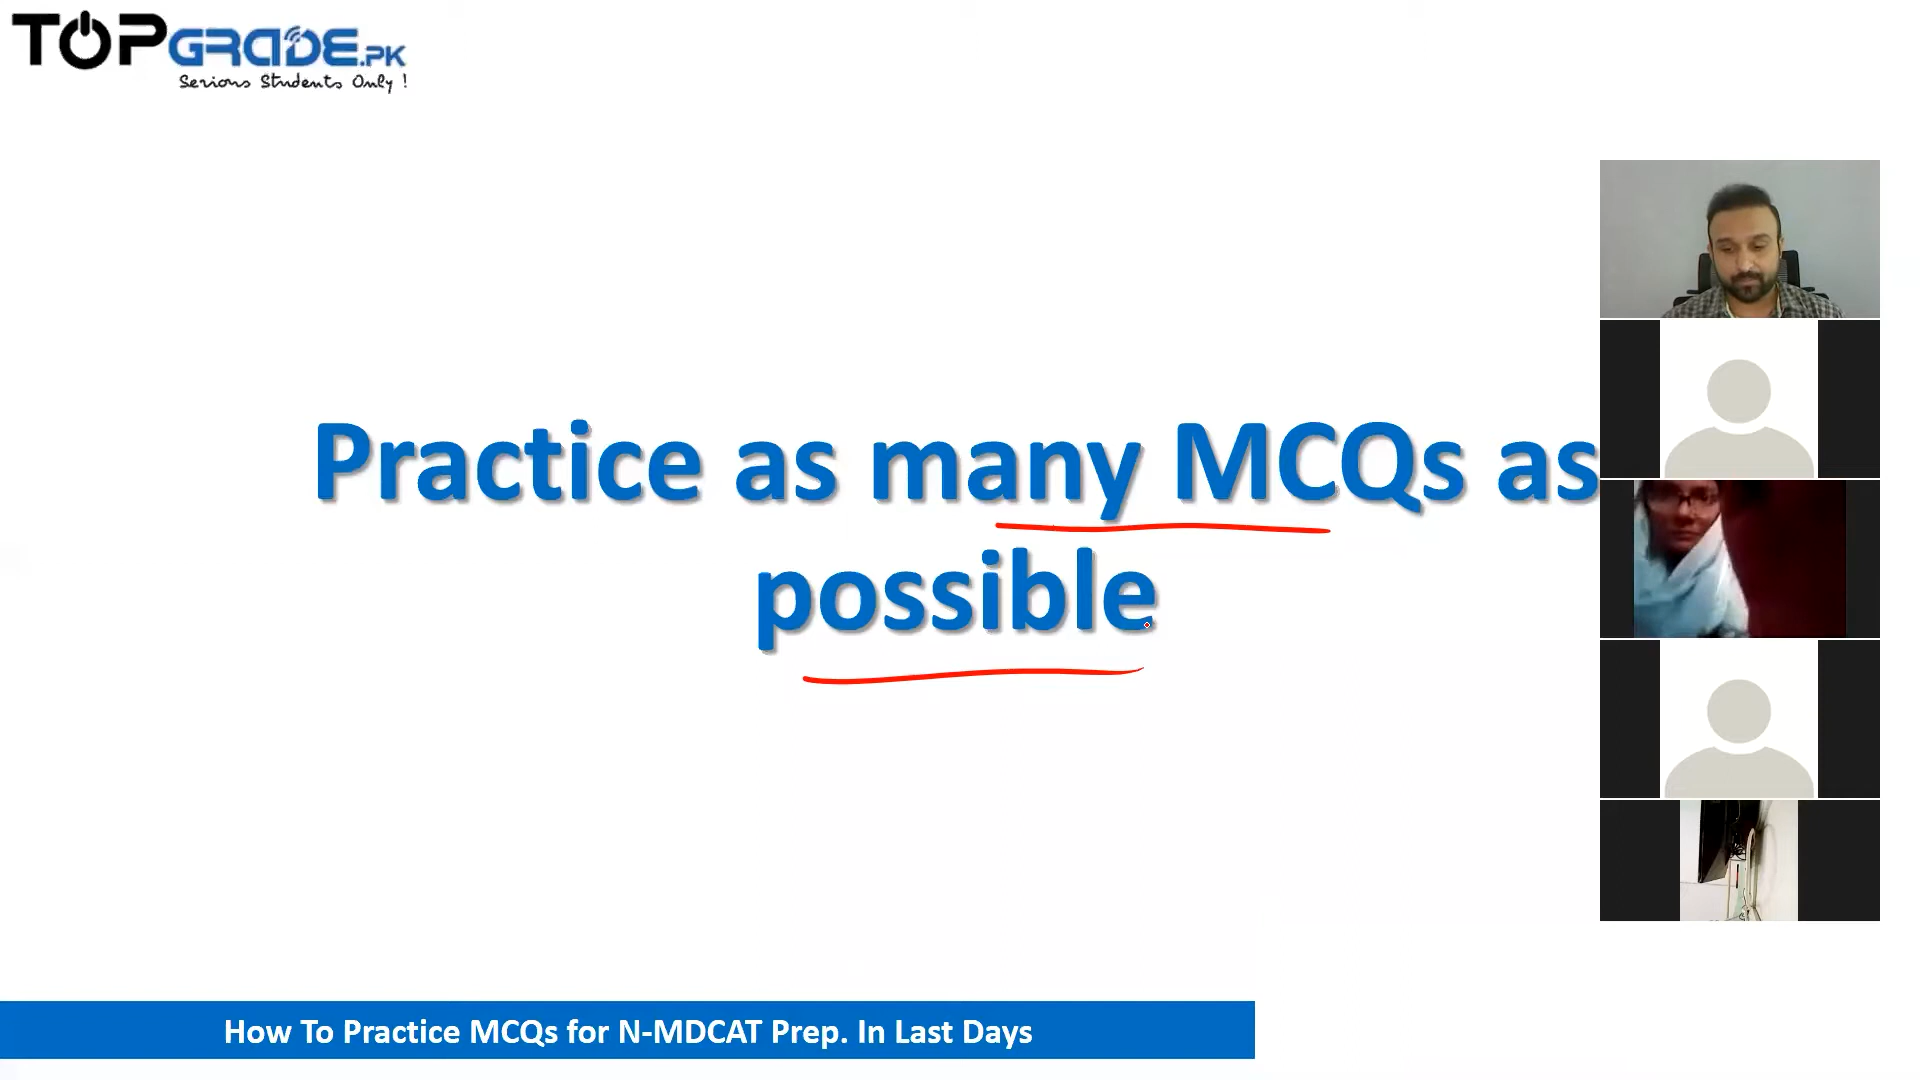 TOPGRADE.PK
Serious Students Only !
Practice as many MCQs as
possible
How To Practice MCQs for N-MDCAT Prep. In Last Days